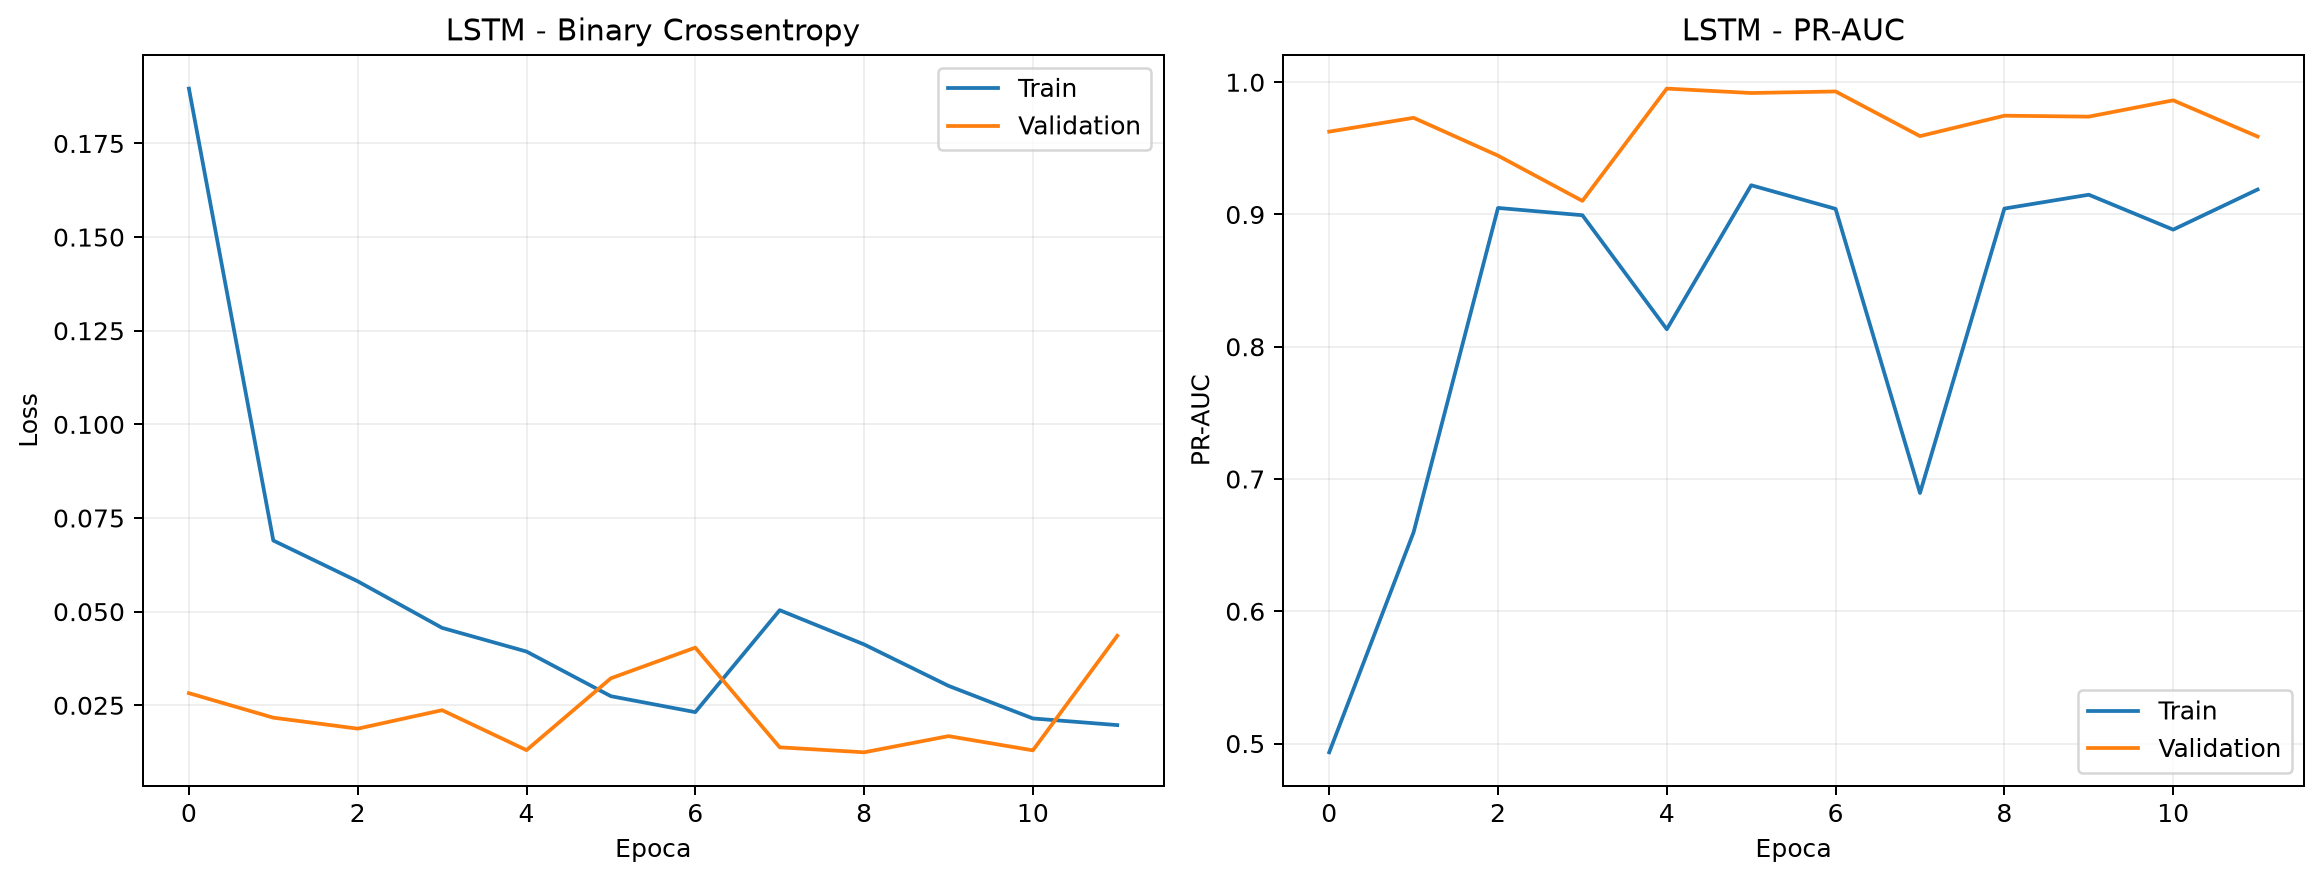 LSTM - Binary Crossentropy
Train
Validation
0.175
0.150
0.125
0.100
0.075
0.050
0.025
Loss
0 2 4 6 8 10
Epoca
LSTM - PR-AUC
1.0
0.9
0.8
0.7
0.6
0.5
PR-AUC
Train
Validation
0 2 4 6 8 10
Epoca